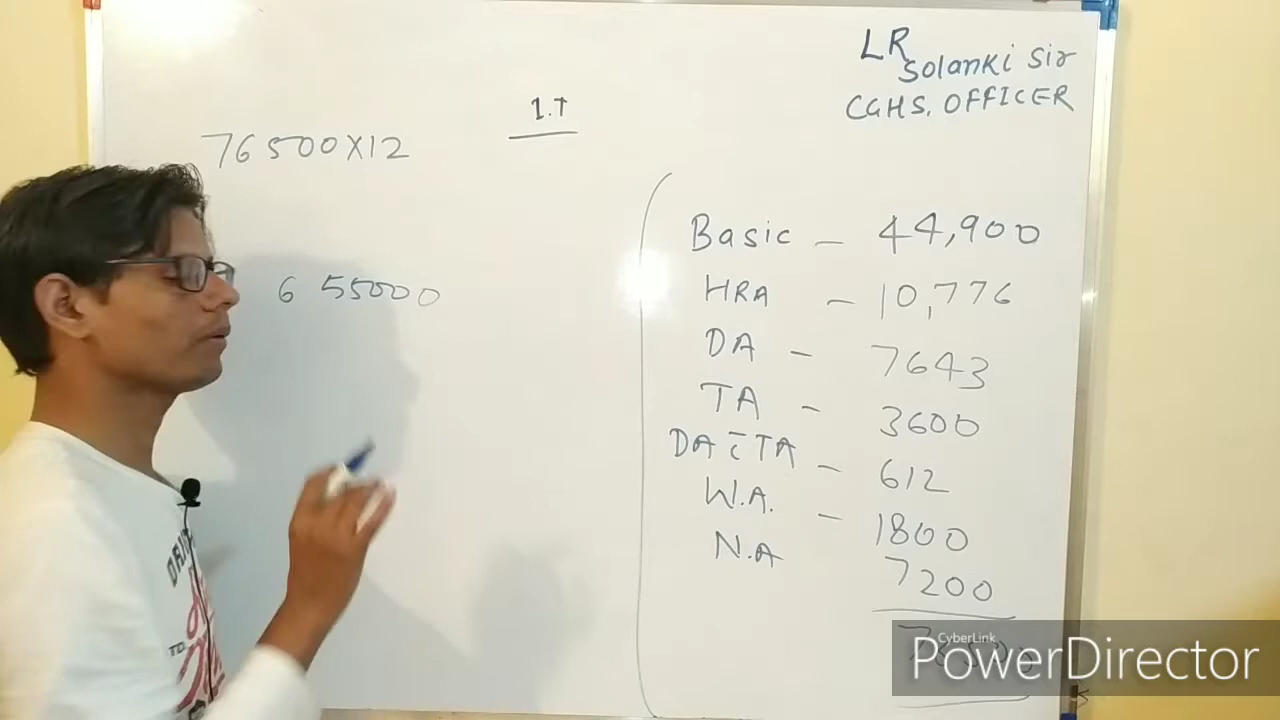 LR
Solanki Sir
CGHS. OFFICER
I.T
76500X12
6 55000
Basic – 44,900
HRA – 10,776
DA – 7643
TA – 3600
DA c̄ TA – 612
W.A. – 1800
N.A 7200
CyberLink
PowerDirector